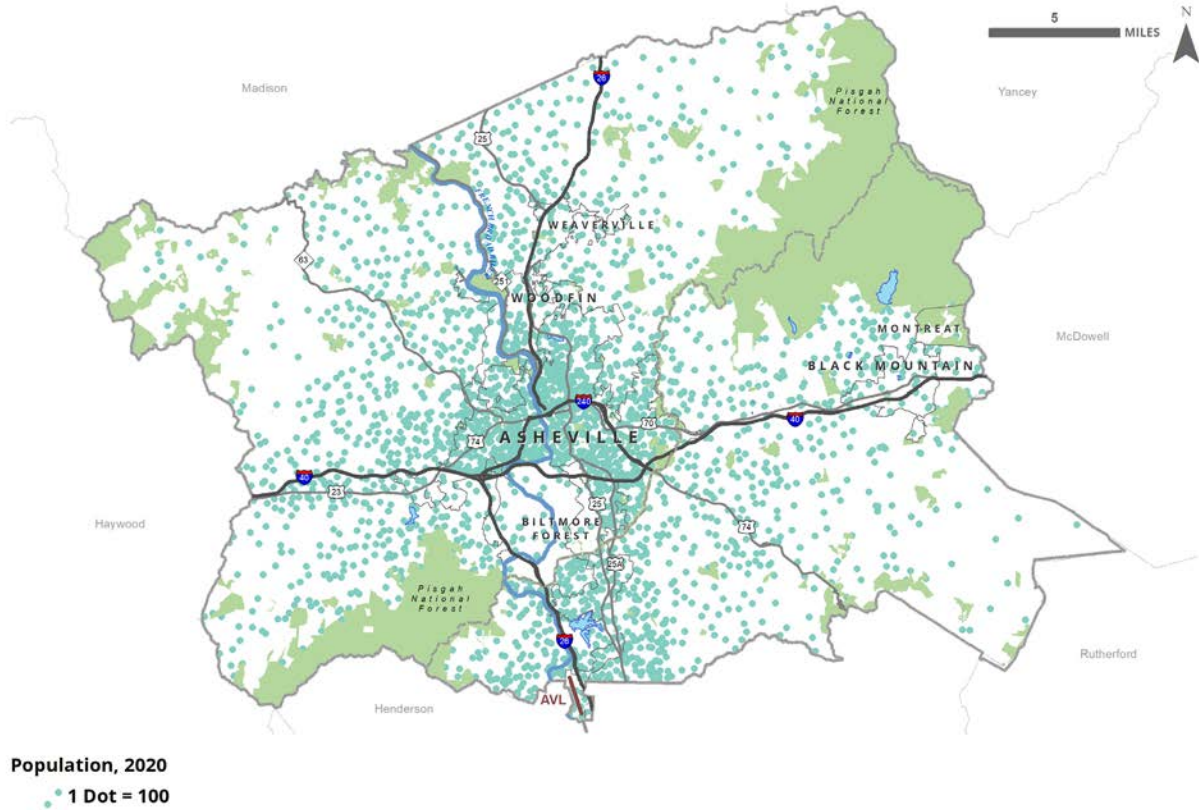 5
MILES
N
Madison
26
Pisgah
National
Forest
Yancey
25
WEAVERVILLE
63
251
WOODFIN
MONTREAT
McDowell
BLACK MOUNTAIN
240
40
70
74
ASHEVILLE
40
23
25
BILTMORE
FOREST
Haywood
74
25A
Pisgah
National
Forest
26
Rutherford
AVL
Henderson
Population, 2020
1 Dot = 100